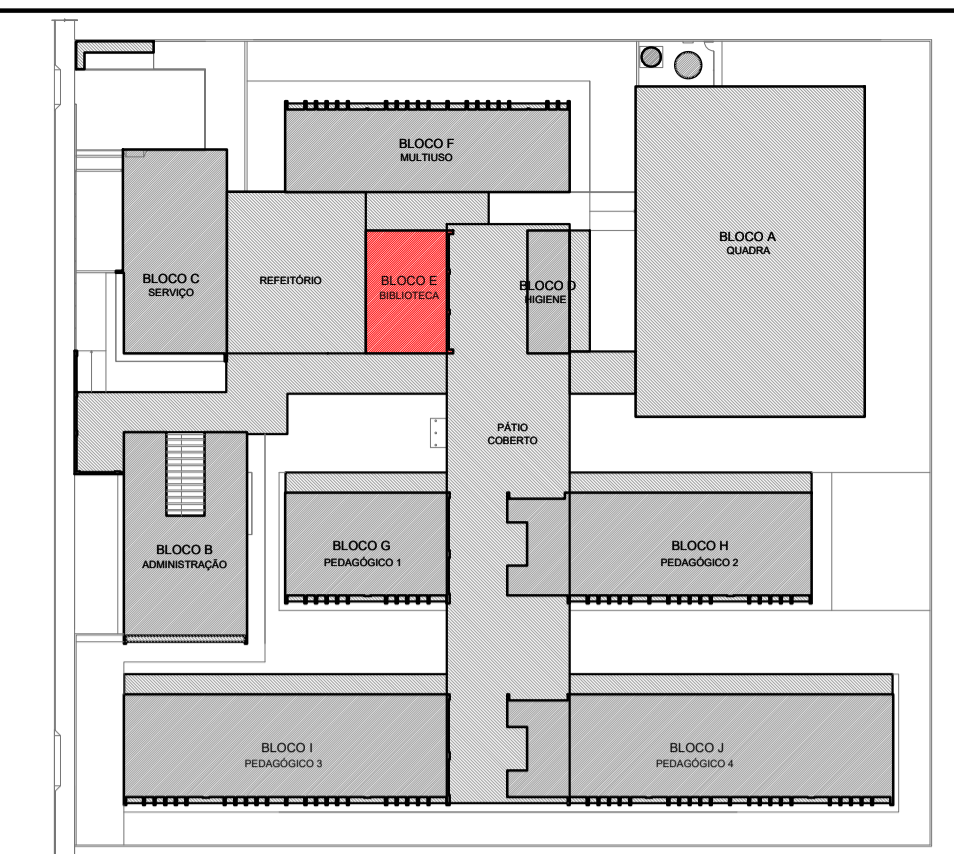 BLOCO F
MULTIUSO
BLOCO A
QUADRA
BLOCO C
SERVIÇO
REFEITÓRIO
BLOCO E
BIBLIOTECA
BLOCO D
HIGIENE
PÁTIO
COBERTO
BLOCO B
ADMINISTRAÇÃO
BLOCO G
PEDAGÓGICO 1
BLOCO H
PEDAGÓGICO 2
BLOCO I
PEDAGÓGICO 3
BLOCO J
PEDAGÓGICO 4